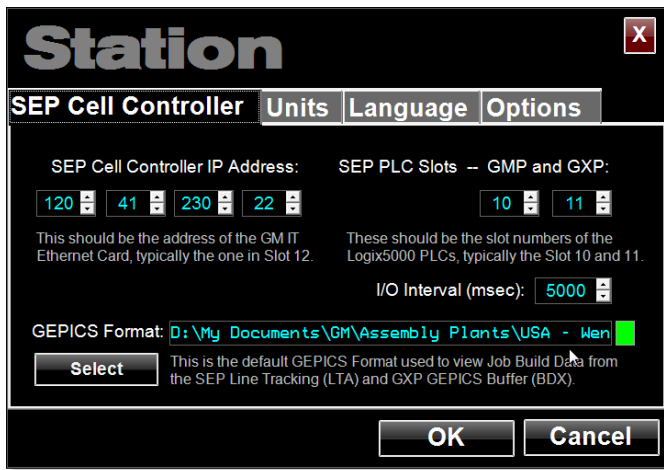 Station
X
SEP Cell Controller Units Language Options
SEP Cell Controller IP Address: SEP PLC Slots -- GMP and GXP:
120 41 230 22 10 11
This should be the address of the GM IT These should be the slot numbers of the
Ethernet Card, typically the one in Slot 12. Logix5000 PLCs, typically the Slot 10 and 11.
I/O Interval (msec): 5000
GEPICS Format: D:\My Documents\GM\Assembly Plants\USA - Wen
Select This is the default GEPICS Format used to view Job Build Data from
the SEP Line Tracking (LTA) and GXP GEPICS Buffer (BDX).
OK Cancel